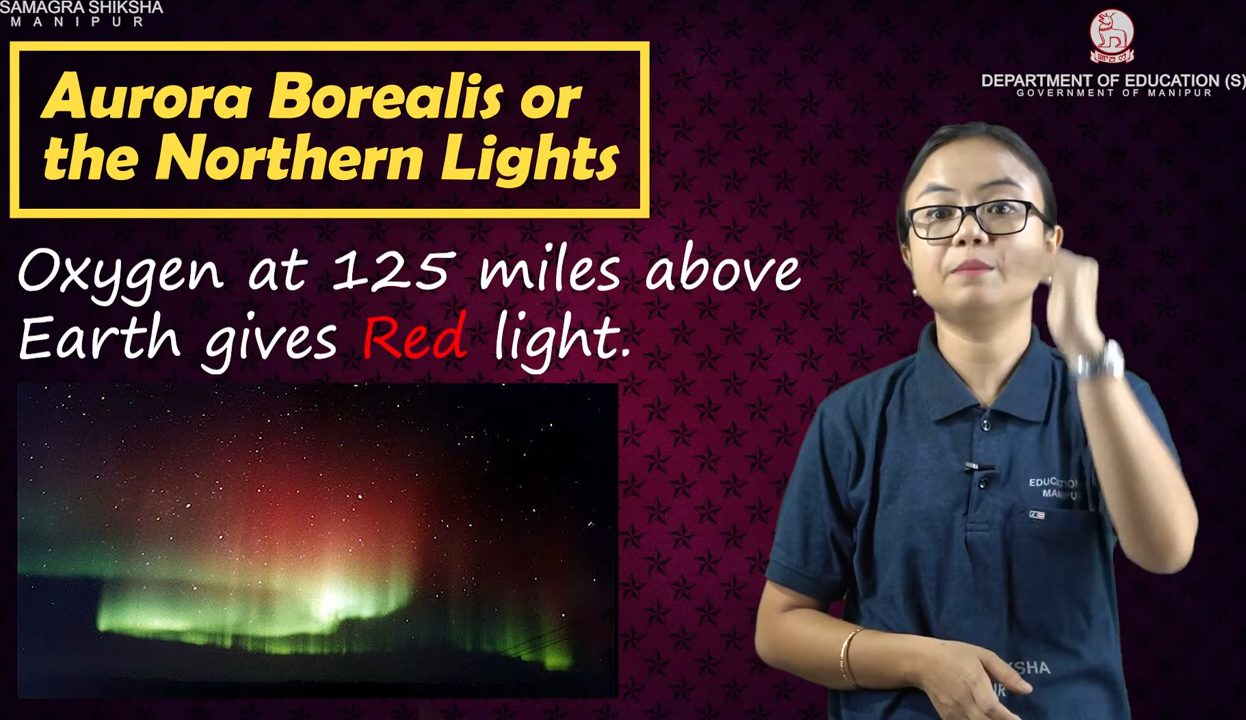 SAMAGRA SHIKSHA
MANIPUR
DEPARTMENT OF EDUCATION (S)
GOVERNMENT OF MANIPUR
Aurora Borealis or
the Northern Lights
Oxygen at 125 miles above
Earth gives Red light.
EDUCATION